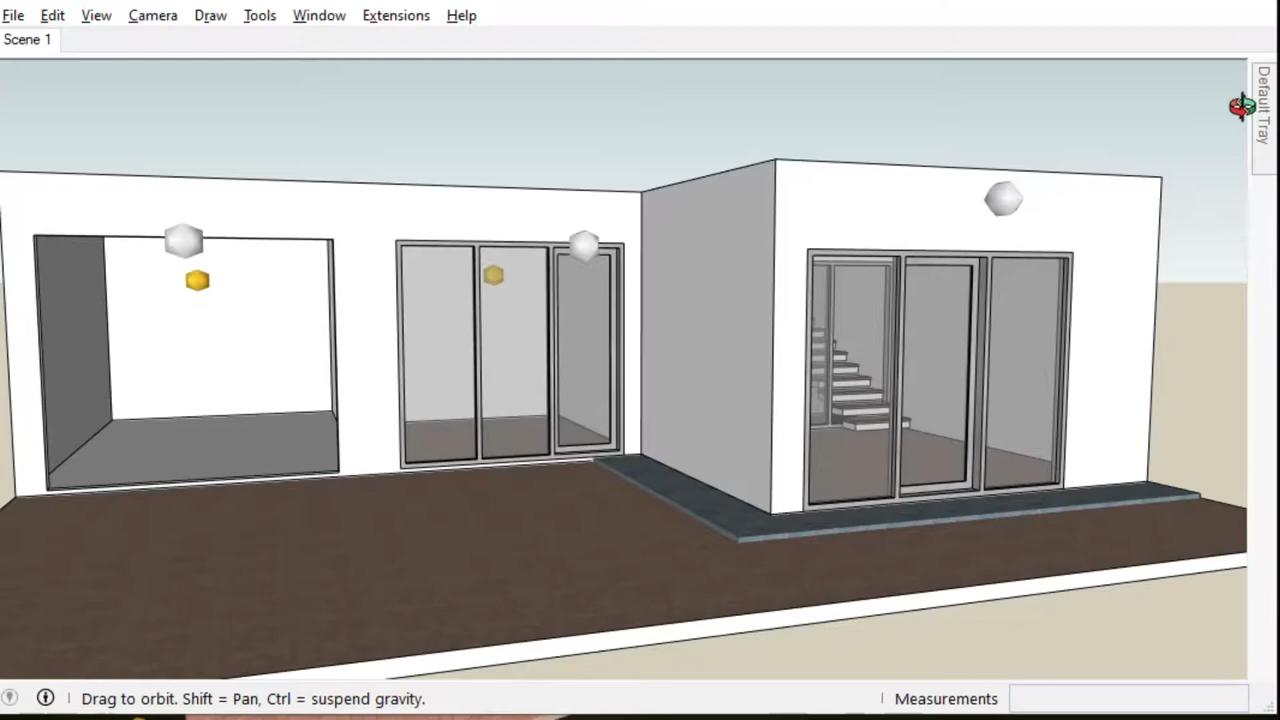 File Edit View Camera Draw Tools Window Extensions Help
Scene 1
Default Tray
Drag to orbit. Shift = Pan, Ctrl = suspend gravity.
Measurements